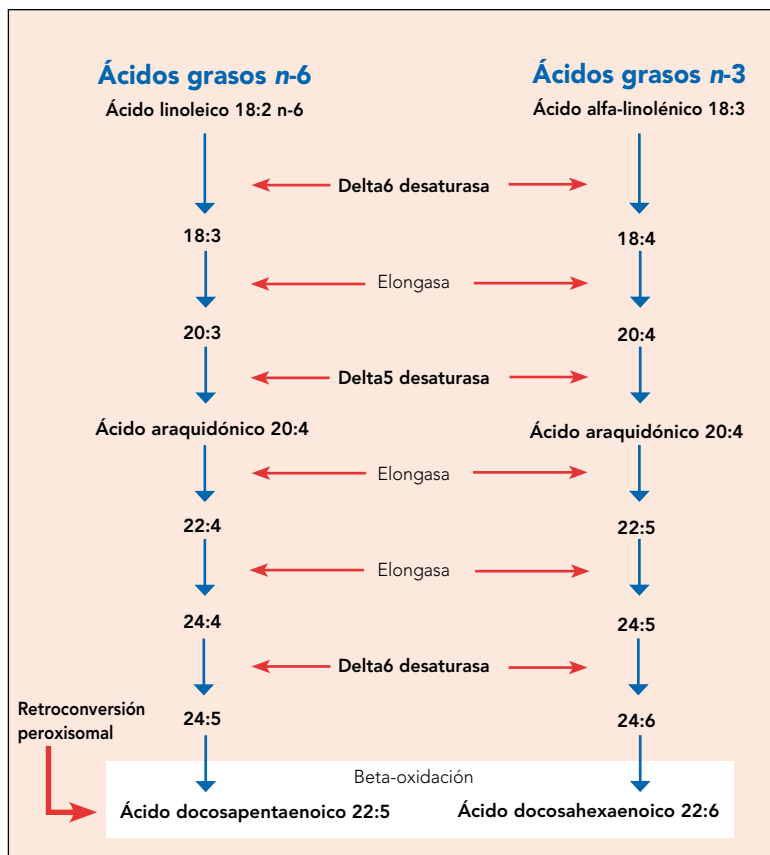 Ácidos grasos n-6
Ácidos grasos n-3
Ácido linoleico 18:2 n-6
Ácido alfa-linolénico 18:3
Delta6 desaturasa
18:3
18:4
Elongasa
20:3
20:4
Delta5 desaturasa
Ácido araquidónico 20:4
Ácido araquidónico 20:4
Elongasa
22:4
22:5
Elongasa
24:4
24:5
Delta6 desaturasa
Retroconversión
peroxisomal
24:5
24:6
Beta-oxidación
Ácido docosapentaenoico 22:5
Ácido docosahexaenoico 22:6